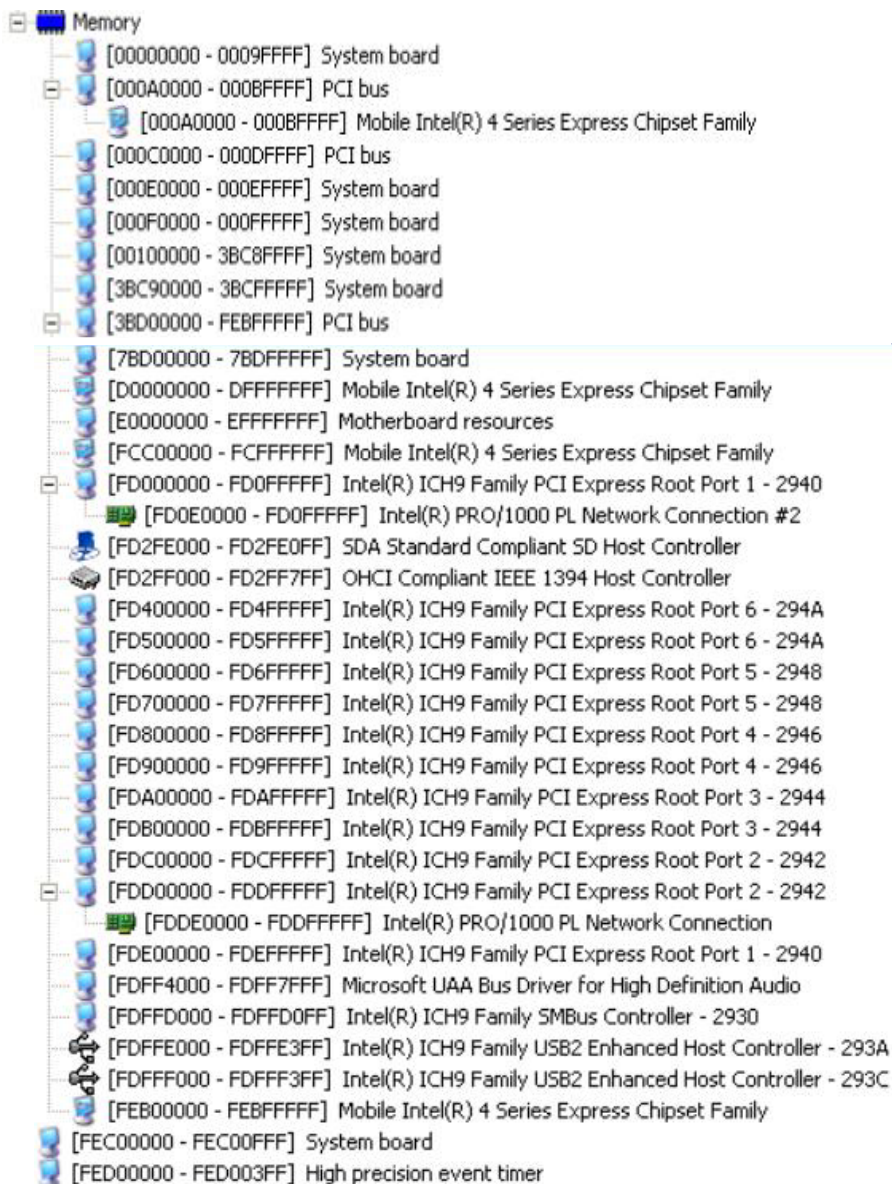 Memory
[00000000 - 0009FFFF] System board
[000A0000 - 000BFFFF] PCI bus
[000A0000 - 000BFFFF] Mobile Intel(R) 4 Series Express Chipset Family
[000C0000 - 000DFFFF] PCI bus
[000E0000 - 000EFFFF] System board
[000F0000 - 000FFFFF] System board
[00100000 - 3BC8FFFF] System board
[3BC90000 - 3BCFFFFF] System board
[3BD00000 - FEBFFFFF] PCI bus
[7BD00000 - 7BDFFFFF] System board
[D0000000 - DFFFFFFF] Mobile Intel(R) 4 Series Express Chipset Family
[E0000000 - EFFFFFFF] Motherboard resources
[FCC00000 - FCFFFFFF] Mobile Intel(R) 4 Series Express Chipset Family
[FD000000 - FD0FFFFF] Intel(R) ICH9 Family PCI Express Root Port 1 - 2940
[FD0E0000 - FD0FFFFF] Intel(R) PRO/1000 PL Network Connection #2
[FD2FE000 - FD2FE0FF] SDA Standard Compliant SD Host Controller
[FD2FF000 - FD2FF7FF] OHCI Compliant IEEE 1394 Host Controller
[FD400000 - FD4FFFFF] Intel(R) ICH9 Family PCI Express Root Port 6 - 294A
[FD500000 - FD5FFFFF] Intel(R) ICH9 Family PCI Express Root Port 6 - 294A
[FD600000 - FD6FFFFF] Intel(R) ICH9 Family PCI Express Root Port 5 - 2948
[FD700000 - FD7FFFFF] Intel(R) ICH9 Family PCI Express Root Port 5 - 2948
[FD800000 - FD8FFFFF] Intel(R) ICH9 Family PCI Express Root Port 4 - 2946
[FD900000 - FD9FFFFF] Intel(R) ICH9 Family PCI Express Root Port 4 - 2946
[FDA00000 - FDAFFFFF] Intel(R) ICH9 Family PCI Express Root Port 3 - 2944
[FDB00000 - FDBFFFFF] Intel(R) ICH9 Family PCI Express Root Port 3 - 2944
[FDC00000 - FDCFFFFF] Intel(R) ICH9 Family PCI Express Root Port 2 - 2942
[FDD00000 - FDDFFFFF] Intel(R) ICH9 Family PCI Express Root Port 2 - 2942
[FDDE0000 - FDDFFFFF] Intel(R) PRO/1000 PL Network Connection
[FDE00000 - FDEFFFFF] Intel(R) ICH9 Family PCI Express Root Port 1 - 2940
[FDFF4000 - FDFF7FFF] Microsoft UAA Bus Driver for High Definition Audio
[FDFFD000 - FDFFD0FF] Intel(R) ICH9 Family SMBus Controller - 2930
[FDFFE000 - FDFFE3FF] Intel(R) ICH9 Family USB2 Enhanced Host Controller - 293A
[FDFFF000 - FDFFF3FF] Intel(R) ICH9 Family USB2 Enhanced Host Controller - 293C
[FEB00000 - FEBFFFFF] Mobile Intel(R) 4 Series Express Chipset Family
[FEC00000 - FEC00FFF] System board
[FED00000 - FED003FF] High precision event timer